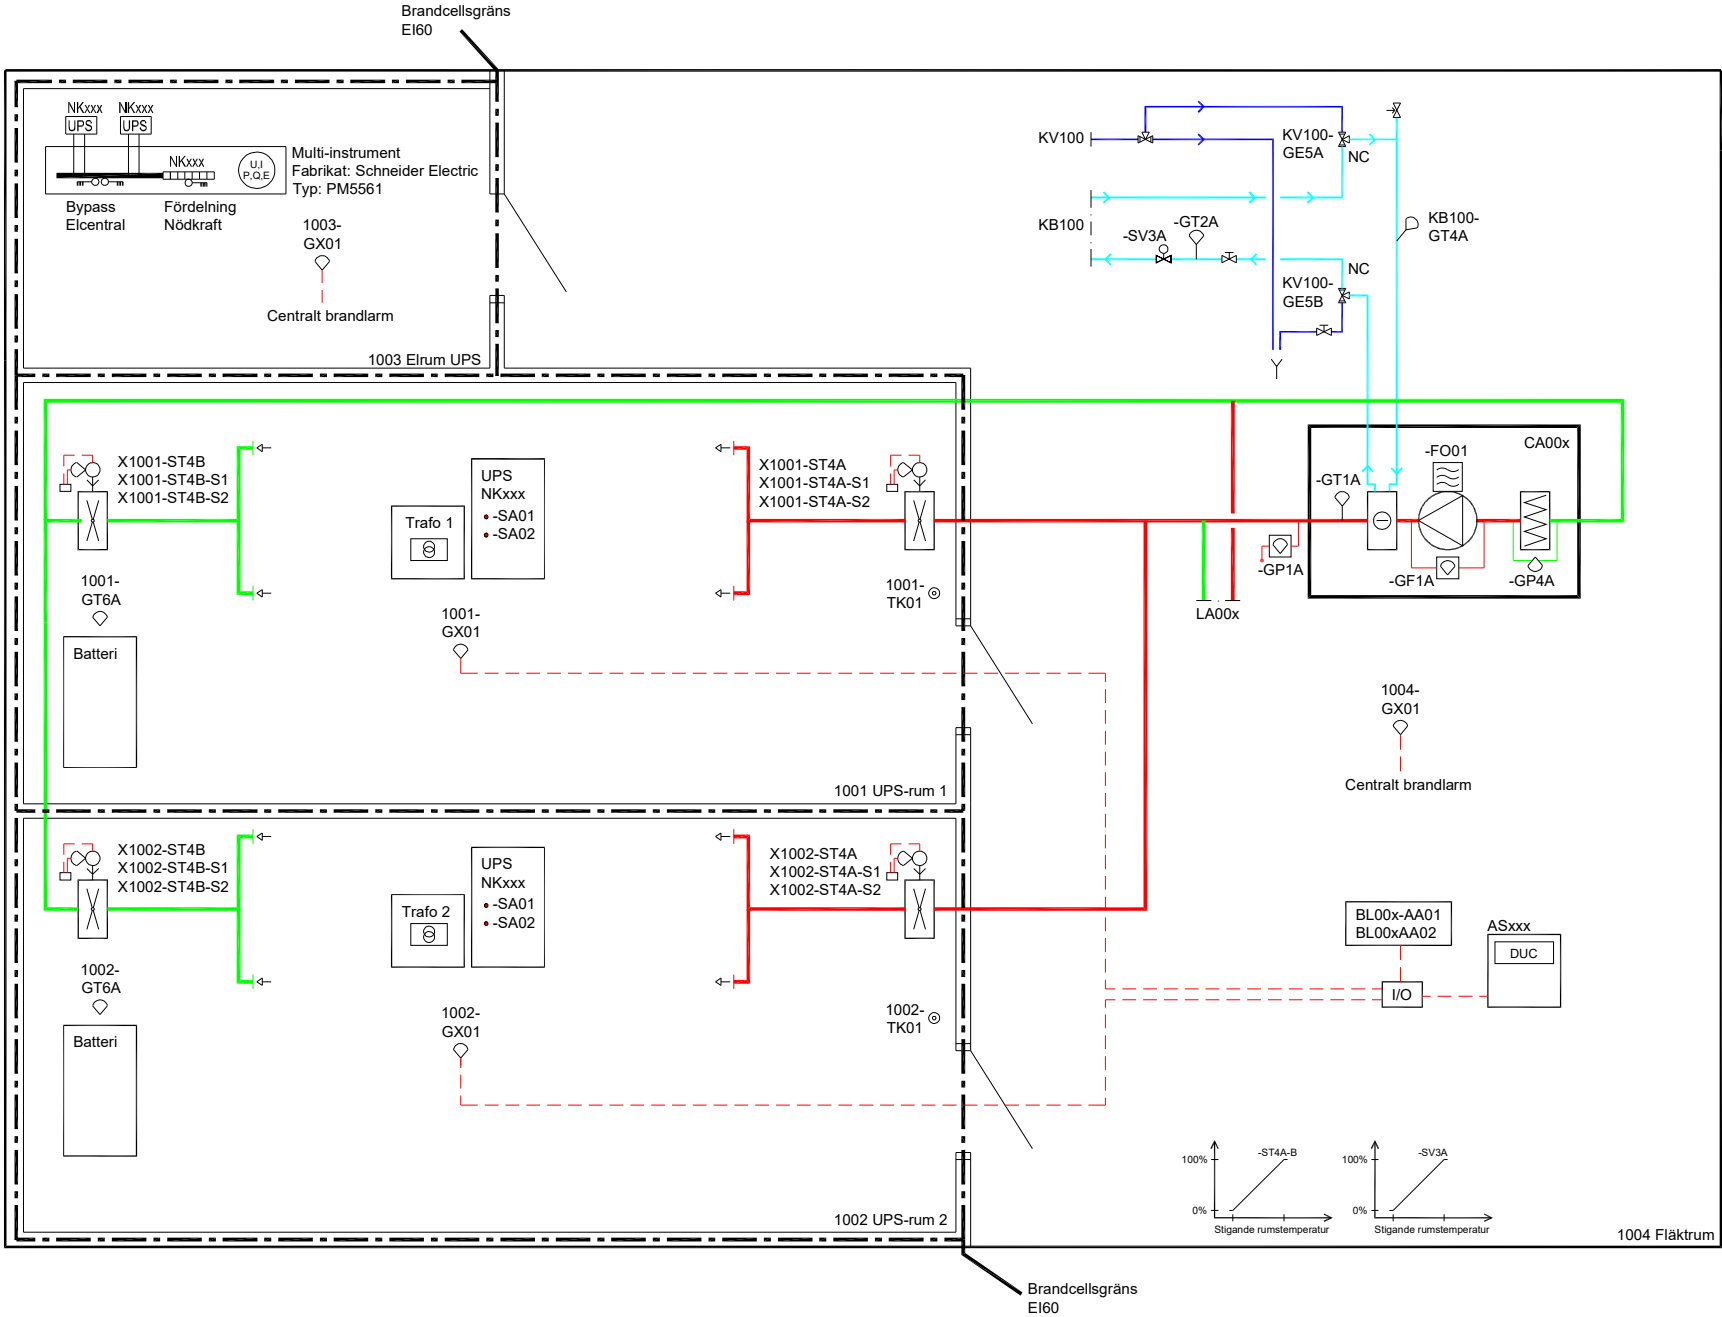 Brandcellsgräns
EI60
NKxxx NKxxx
UPS UPS
NKxxx
U,I
P,Q,E
Multi-instrument
Fabrikat: Schneider Electric
Typ: PM5561
Bypass
Elcentral
Fördelning
Nödkraft
1003-
GX01
Centralt brandlarm
1003 Elrum UPS
KV100
KV100-
GE5A
NC
KB100
-SV3A
-GT2A
KB100-
GT4A
NC
KV100-
GE5B
X1001-ST4B
X1001-ST4B-S1
X1001-ST4B-S2
UPS
NKxxx
-SA01
-SA02
Trafo 1
X1001-ST4A
X1001-ST4A-S1
X1001-ST4A-S2
1001-
GT6A
Batteri
1001-
GX01
1001-
TK01
1001 UPS-rum 1
CA00x
-FO01
-GT1A
-GP1A
-GF1A
-GP4A
LA00x
1004-
GX01
Centralt brandlarm
X1002-ST4B
X1002-ST4B-S1
X1002-ST4B-S2
UPS
NKxxx
-SA01
-SA02
Trafo 2
X1002-ST4A
X1002-ST4A-S1
X1002-ST4A-S2
1002-
GT6A
Batteri
1002-
GX01
1002-
TK01
1002 UPS-rum 2
BL00x-AA01
BL00xAA02
ASxxx
DUC
I/O
100%
-ST4A-B
0%
Stigande rumstemperatur
100%
-SV3A
0%
Stigande rumstemperatur
1004 Fläktrum
Brandcellsgräns
EI60